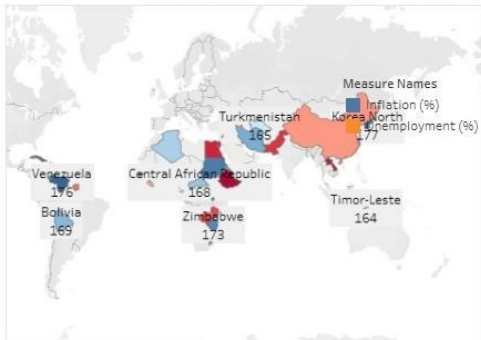 Measure Names
Inflation (%)
Turkmenistan
165
Korea North
177
Unemployment (%)
Venezuela
176
Central African Republic
168
Timor-Leste
164
Bolivia
169
Zimbabwe
173